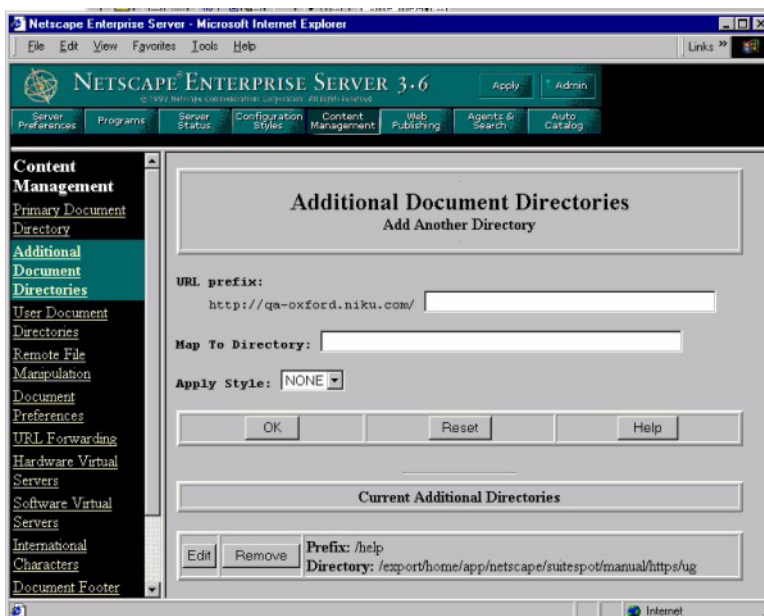 Netscape Enterprise Server - Microsoft Internet Explorer
File Edit View Favorites Tools Help
Links »
NETSCAPE® ENTERPRISE SERVER 3.6
Apply
Admin
Server Preferences
Programs
Server Status
Configuration Styles
Content Management
Web Publishing
Agents & Search
Auto Catalog
Content
Management
Primary Document
Directory
Additional
Document
Directories
User Document
Directories
Remote File
Manipulation
Document
Preferences
URL Forwarding
Hardware Virtual
Servers
Software Virtual
Servers
International
Characters
Document Footer
Additional Document Directories
Add Another Directory
URL prefix:
http://qa-oxford.niku.com/
Map To Directory:
Apply Style: NONE
OK Reset Help
Current Additional Directories
Edit Remove
Prefix: /help
Directory: /export/home/app/netscape/suitespot/manual/https/ug
Internet